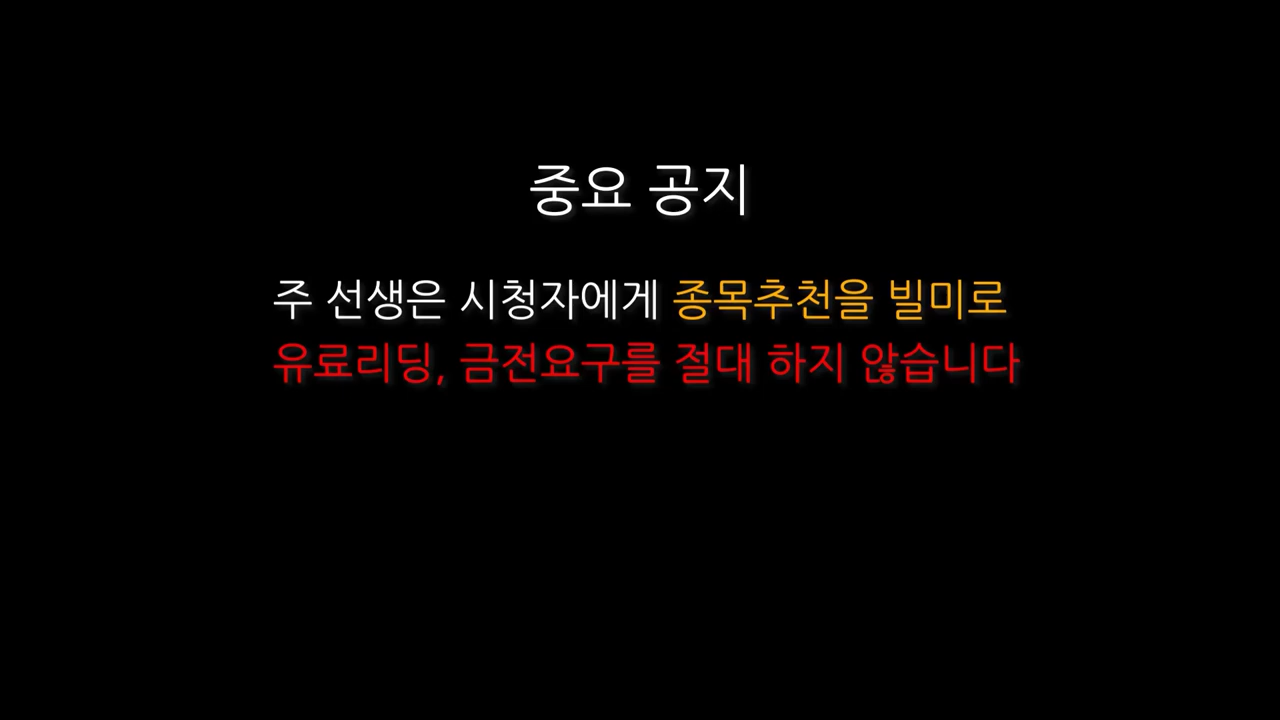 중요 공지
주 선생은 시청자에게 종목추천을 빌미로
유료리딩, 금전요구를 절대 하지 않습니다